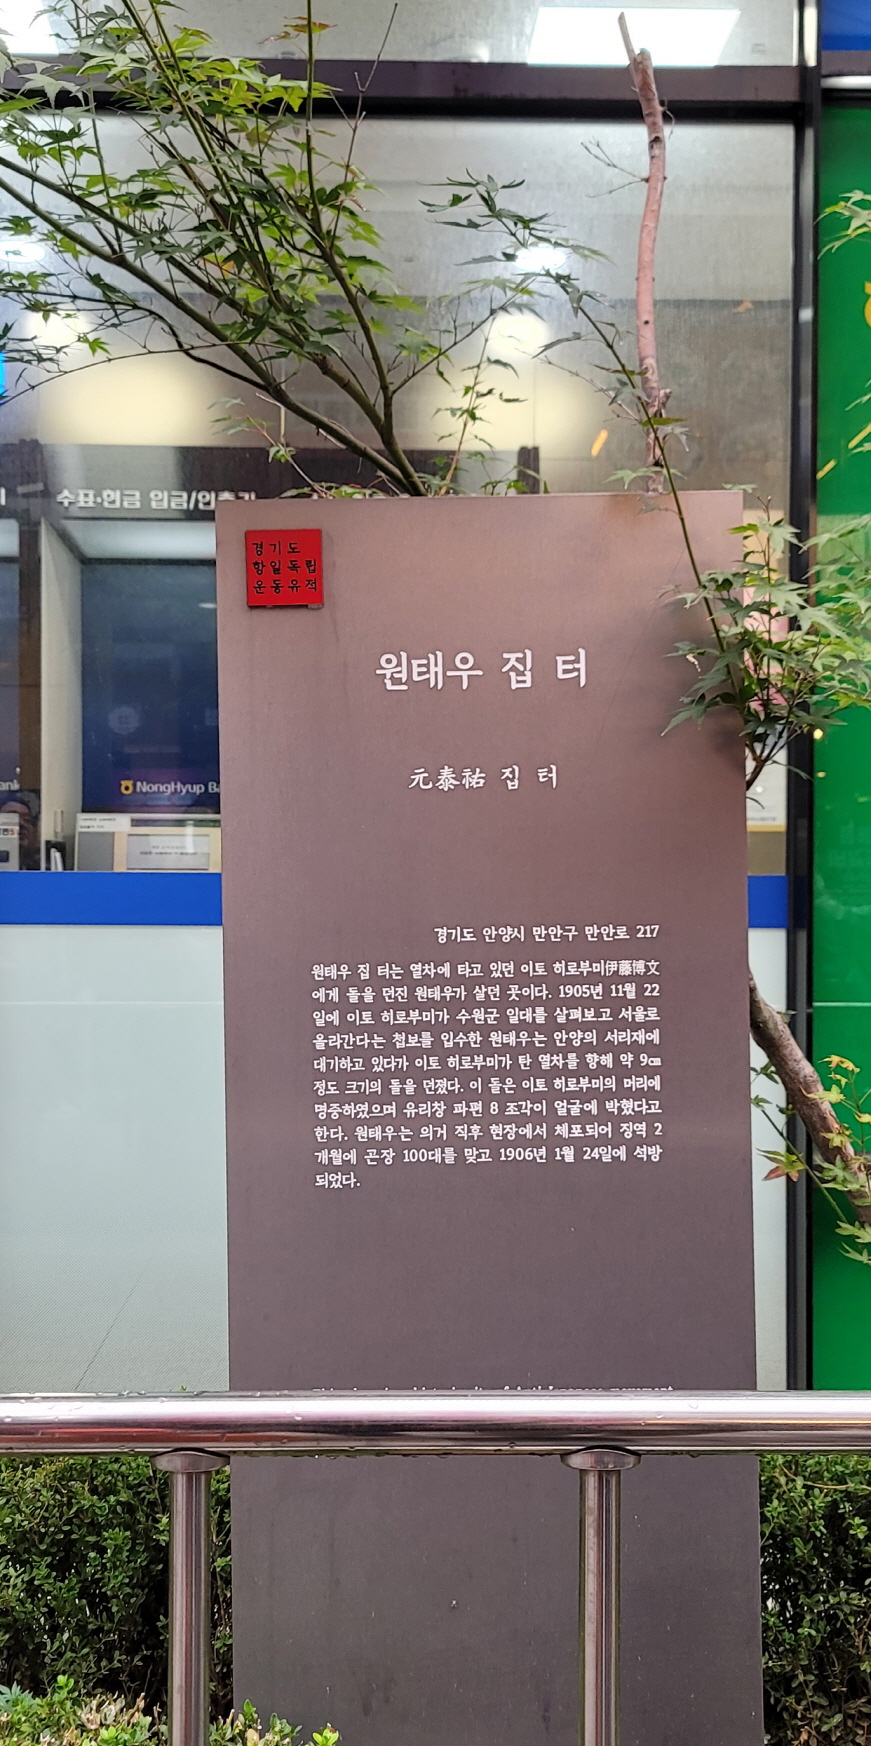 수표·현금 입금/인출기
경기도
항일독립
운동유적
원태우 집 터
元泰祐 집 터
NongHyup Ba
경기도 안양시 만안구 만안로 217
원태우 집 터는 열차에 타고 있던 이토 히로부미伊藤博文
에게 돌을 던진 원태우가 살던 곳이다. 1905년 11월 22
일에 이토 히로부미가 수원군 일대를 살펴보고 서울로
올라간다는 첩보를 입수한 원태우는 안양의 서리재에
대기하고 있다가 이토 히로부미가 탄 열차를 향해 약 9㎝
정도 크기의 돌을 던졌다. 이 돌은 이토 히로부미의 머리에
명중하였으며 유리창 파편 8 조각이 얼굴에 박혔다고
한다. 원태우는 의거 직후 현장에서 체포되어 징역 2
개월에 곤장 100대를 맞고 1906년 1월 24일에 석방
되었다.